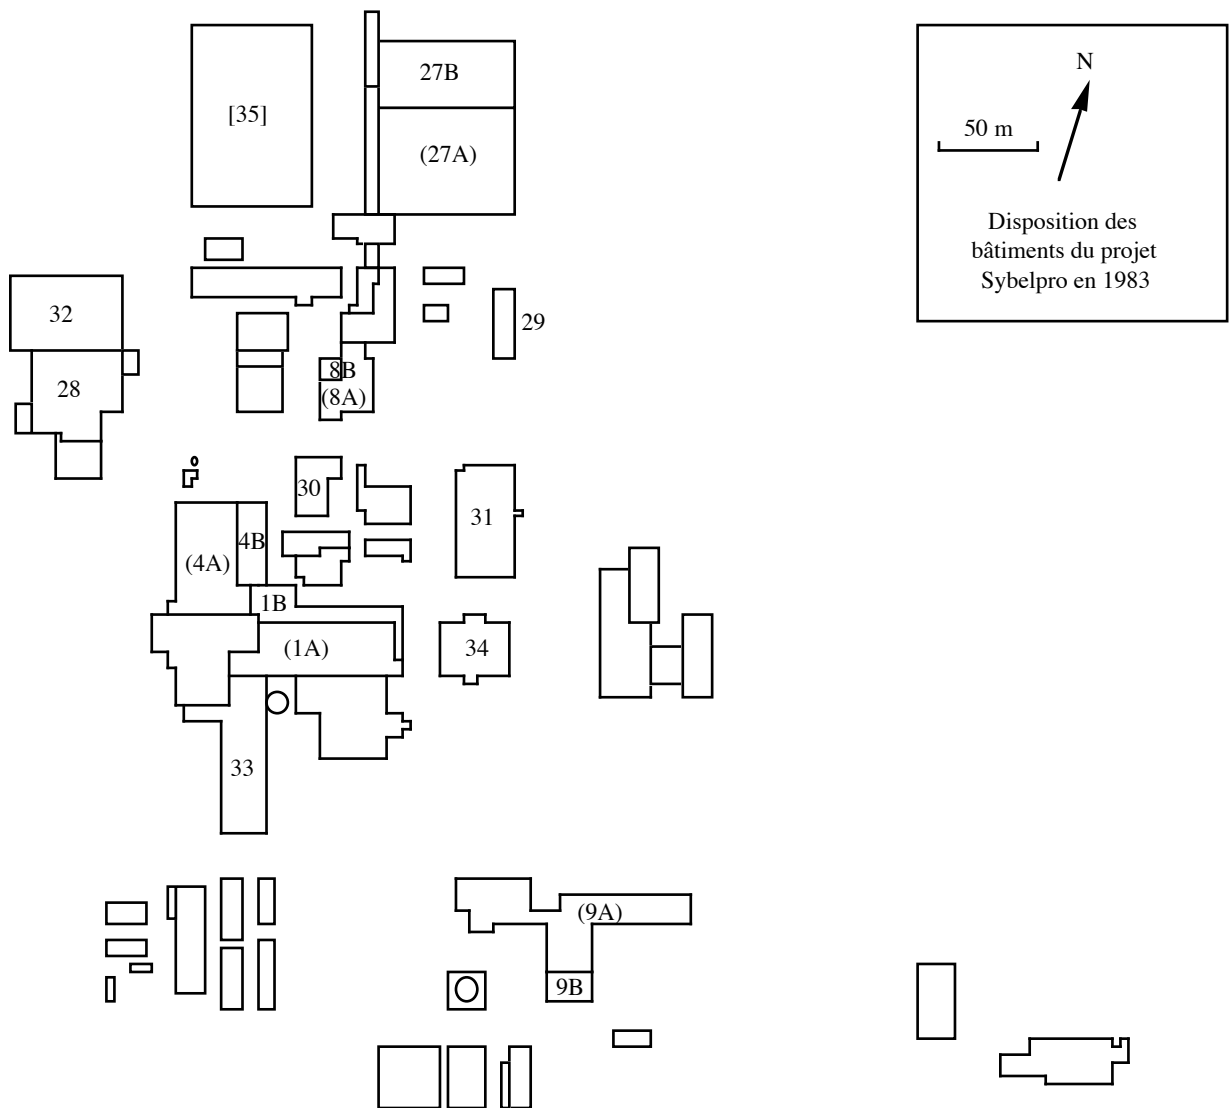 27B
N
[35]
50 m
(27A)
Disposition des
bâtiments du projet
Sybelpro en 1983
32
29
8B
28
(8A)
30
31
4B
(4A)
1B
(1A)
34
33
(9A)
9B